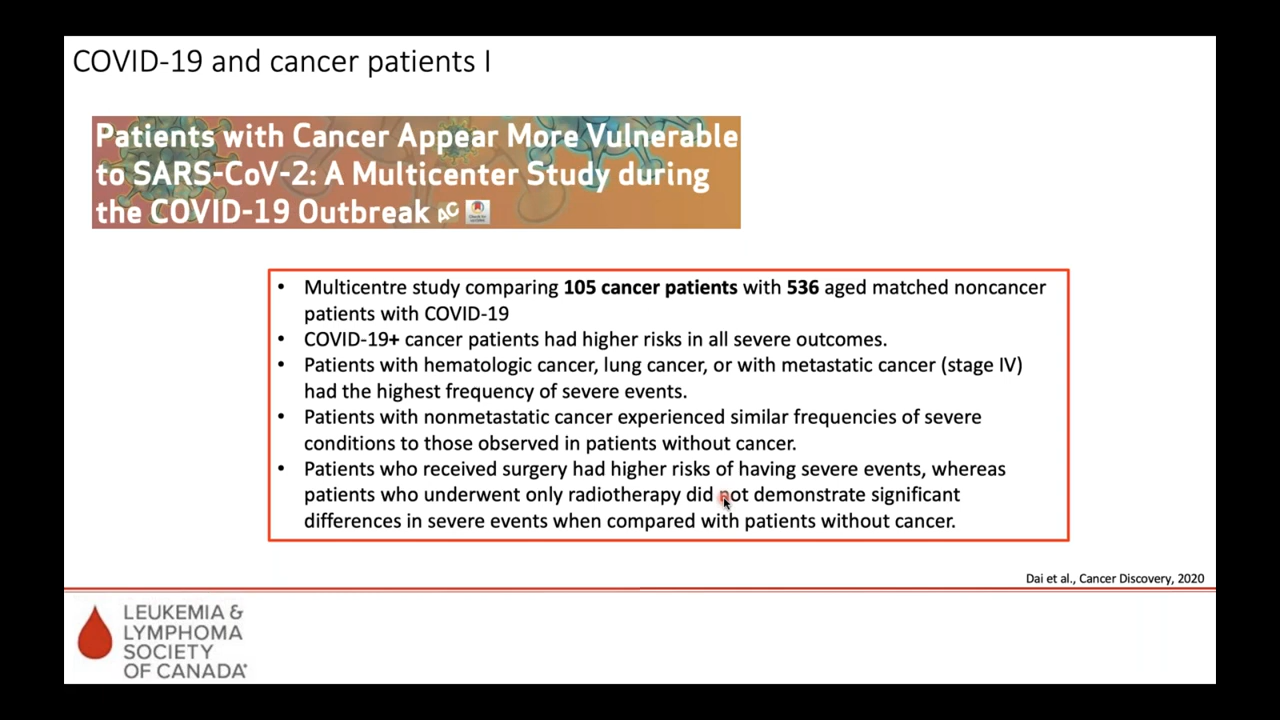 COVID-19 and cancer patients I
Patients with Cancer Appear More Vulnerable
to SARS-CoV-2: A Multicenter Study during
the COVID-19 Outbreak AC
• Multicentre study comparing 105 cancer patients with 536 aged matched noncancer
patients with COVID-19
• COVID-19+ cancer patients had higher risks in all severe outcomes.
• Patients with hematologic cancer, lung cancer, or with metastatic cancer (stage IV)
had the highest frequency of severe events.
• Patients with nonmetastatic cancer experienced similar frequencies of severe
conditions to those observed in patients without cancer.
• Patients who received surgery had higher risks of having severe events, whereas
patients who underwent only radiotherapy did not demonstrate significant
differences in severe events when compared with patients without cancer.
Dai et al., Cancer Discovery, 2020
LEUKEMIA &
LYMPHOMA
SOCIETY
OF CANADA